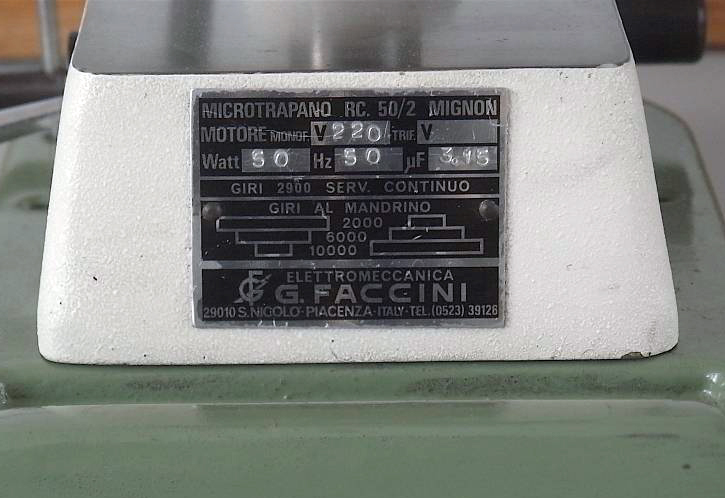 MICROTRAPANO RC. 50/2 MIGNON
MOTORE MONOF. V 220 TRIF. V
Watt 50 Hz 50 µF 3.15
GIRI 2900 SERV. CONTINUO
GIRI AL MANDRINO
2000
6000
10000
ELETTROMECCANICA
G. FACCINI
29010 S. NICOLO'-PIACENZA-ITALY-TEL. (0523) 39126